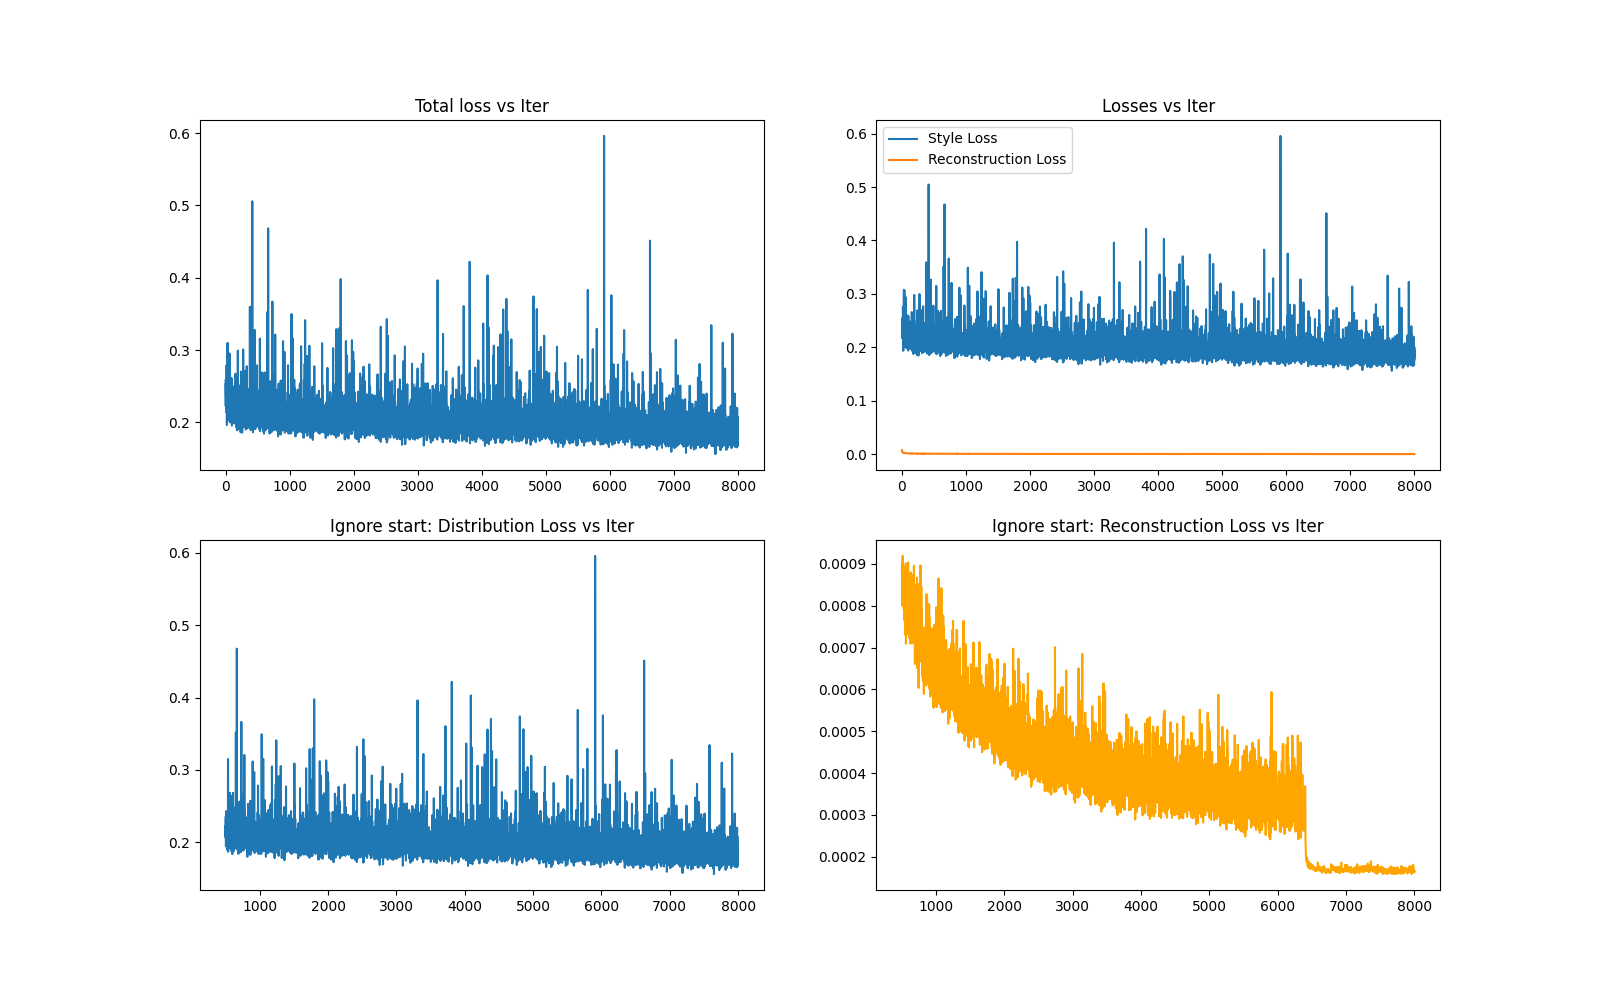 Total loss vs Iter
0.6
0.5
0.4
0.3
0.2
0 1000 2000 3000 4000 5000 6000 7000 8000
Losses vs Iter
Style Loss
Reconstruction Loss
0.6
0.5
0.4
0.3
0.2
0.1
0.0
0 1000 2000 3000 4000 5000 6000 7000 8000
Ignore start: Distribution Loss vs Iter
0.6
0.5
0.4
0.3
0.2
1000 2000 3000 4000 5000 6000 7000 8000
Ignore start: Reconstruction Loss vs Iter
0.0009
0.0008
0.0007
0.0006
0.0005
0.0004
0.0003
0.0002
1000 2000 3000 4000 5000 6000 7000 8000